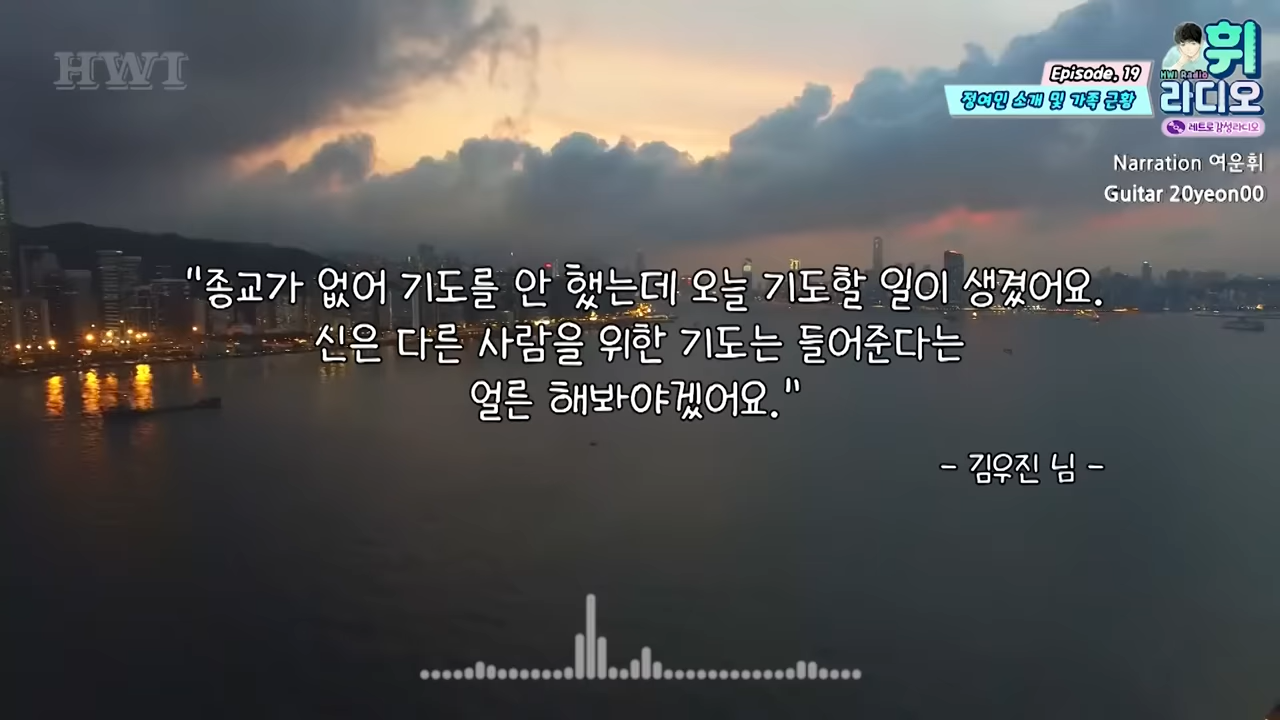 HWI
Episode. 19
정여민 소개 및 가족 근황
휘
HWI Radio
라디오
레트로감성라디오
Narration 여운휘
Guitar 20yeon00
"종교가 없어 기도를 안 했는데 오늘 기도할 일이 생겼어요.
신은 다른 사람을 위한 기도는 들어준다는
얼른 해봐야겠어요."
- 김우진 님 -